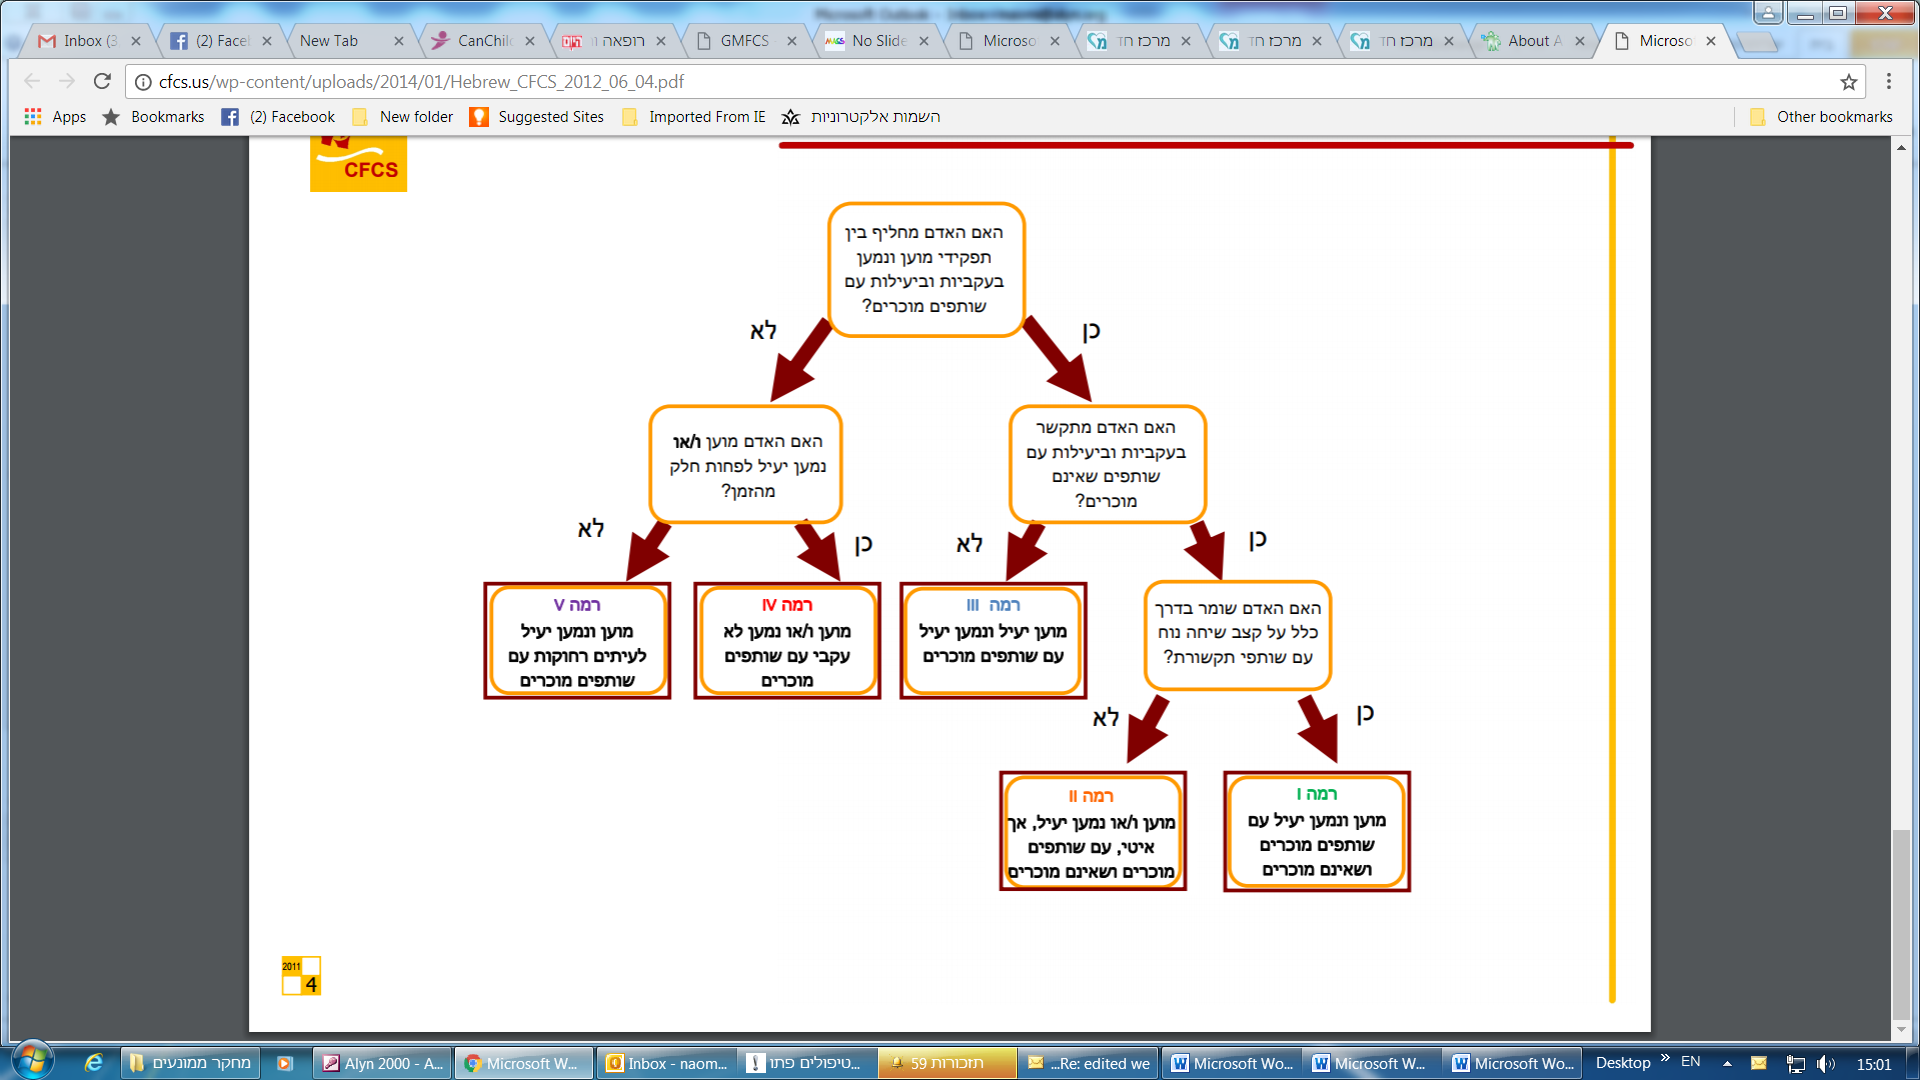 Microsoft Outlook
Inbox (3
(2) Facel
New Tab
CanChil
רופאה ו
GMFCS
No Slide
Microso
מרכז חד
מרכז חד
מרכז חד
About A
Microso
cfcs.us/wp-content/uploads/2014/01/Hebrew_CFCS_2012_06_04.pdf
Apps
Bookmarks
(2) Facebook
New folder
Suggested Sites
Imported From IE
השמות אלקטרוניות
Other bookmarks
CFCS
האם האדם מחליף בין
תפקידי מוען ונמען
בעקביות וביעילות עם
שותפים מוכרים?
לא
כן
האם האדם מוען ו/או
נמען יעיל לפחות חלק
מהזמן?
האם האדם מתקשר
בעקביות וביעילות עם
שותפים שאינם
מוכרים?
לא
כן
לא
כן
רמה V
מוען ונמען יעיל
לעיתים רחוקות עם
שותפים מוכרים
רמה IV
מוען ו/או נמען לא
עקבי עם שותפים
מוכרים
רמה III
מוען יעיל ונמען יעיל
עם שותפים מוכרים
האם האדם שומר בדרך
כלל על קצב שיחה נוח
עם שותפי תקשורת?
לא
כן
רמה II
מוען ו/או נמען יעיל, אך
איטי, עם שותפים
מוכרים ושאינם מוכרים
רמה I
מוען ונמען יעיל עם
שותפים מוכרים
ושאינם מוכרים
2011
4
מחקר ממונעים
Alyn 2000 - A...
Microsoft W...
Inbox - naom...
טיפולים פתו...
59 תזכורות
...Re: edited we
Microsoft Wo...
Microsoft W...
Microsoft Wo...
Desktop
EN
15:01